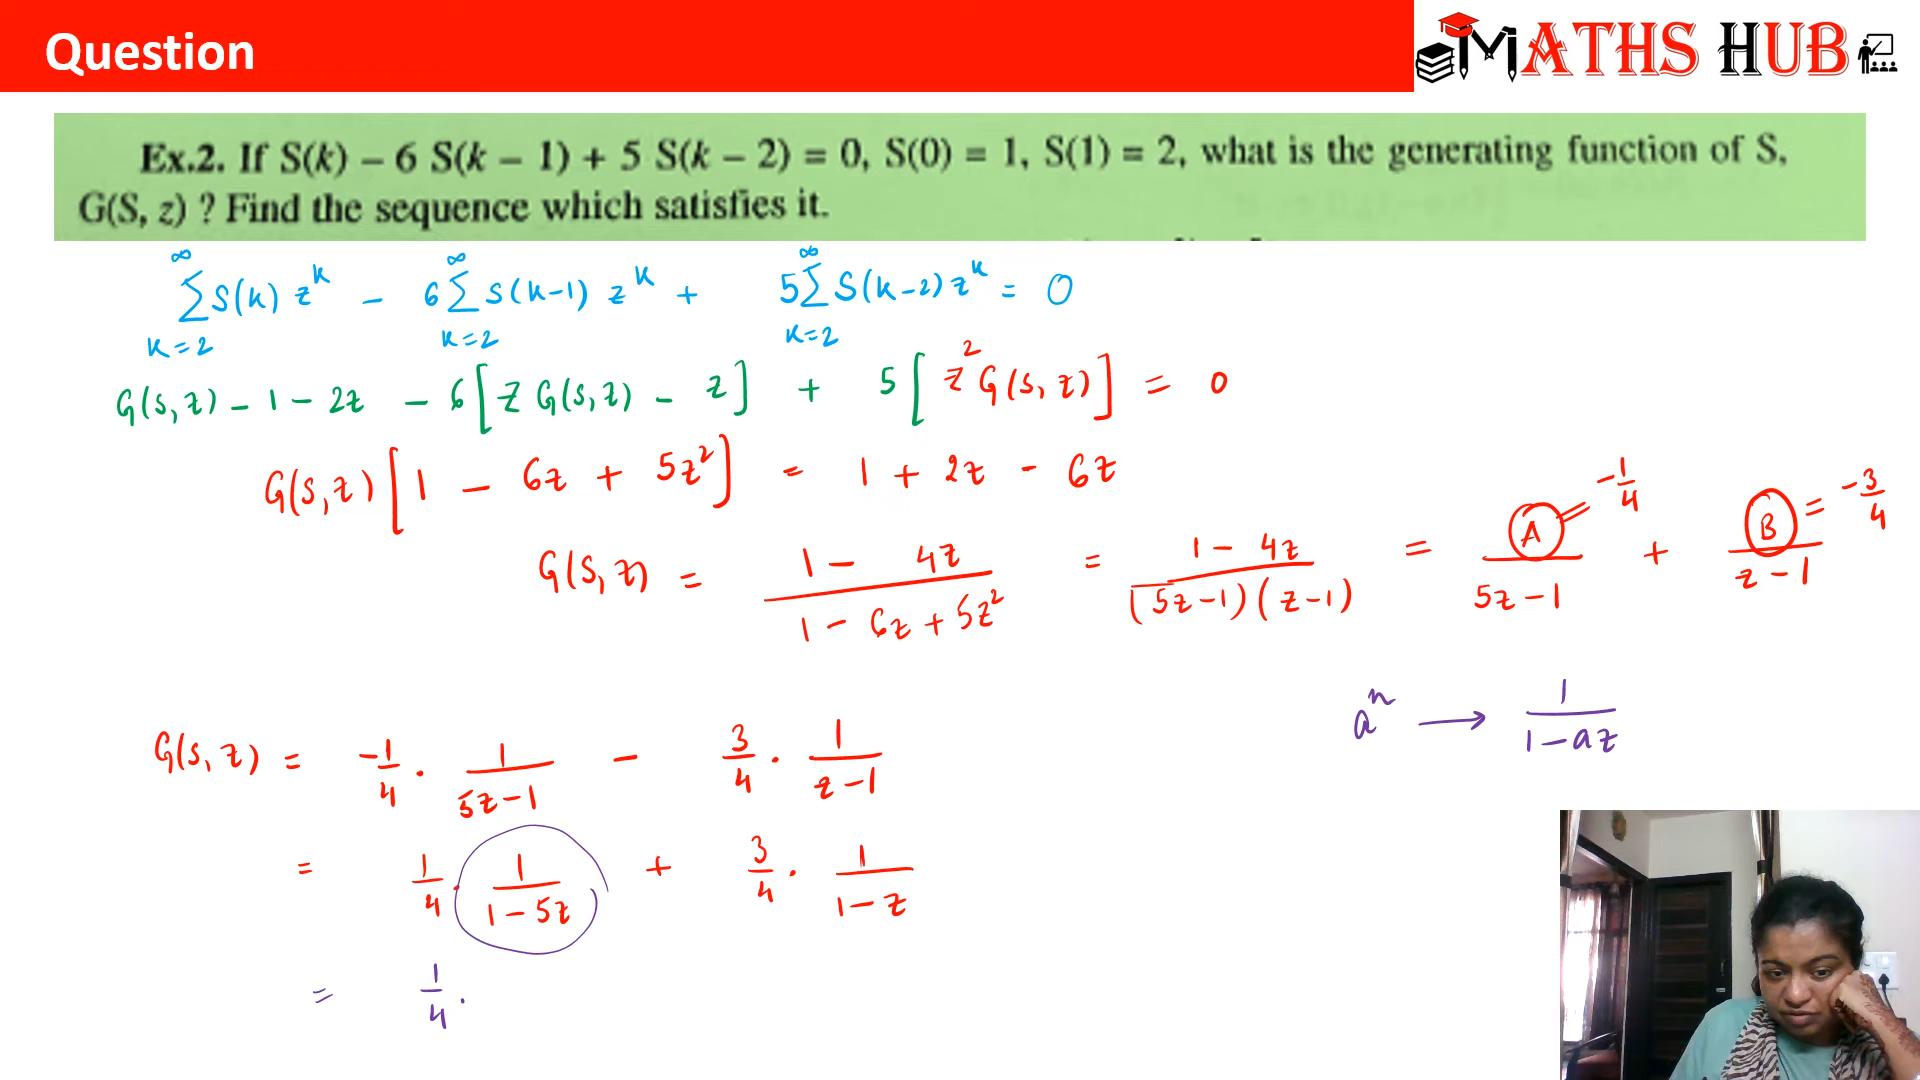 Question
MATHS HUB
Ex.2. If S(k) – 6 S(k – 1) + 5 S(k – 2) = 0, S(0) = 1, S(1) = 2, what is the generating function of S,
G(S, z) ? Find the sequence which satisfies it.
∑_{k=2}^{∞} S(k) z^k - 6∑_{k=2}^{∞} S(k-1) z^k + 5∑_{k=2}^{∞} S(k-2) z^k = 0
G(S,z) - 1 - 2z - 6[z G(S,z) - z] + 5[z^2 G(S,z)] = 0
G(S,z)[1 - 6z + 5z^2] = 1 + 2z - 6z
G(S,z) = (1 - 4z)/(1 - 6z + 5z^2) = (1 - 4z)/((5z-1)(z-1)) = A/(5z-1) + B/(z-1)
A = -1/4
B = -3/4
a^n → 1/(1-az)
G(S,z) = -1/4 · 1/(5z-1) - 3/4 · 1/(z-1)
= 1/4 · 1/(1-5z) + 3/4 · 1/(1-z)
= 1/4 ·